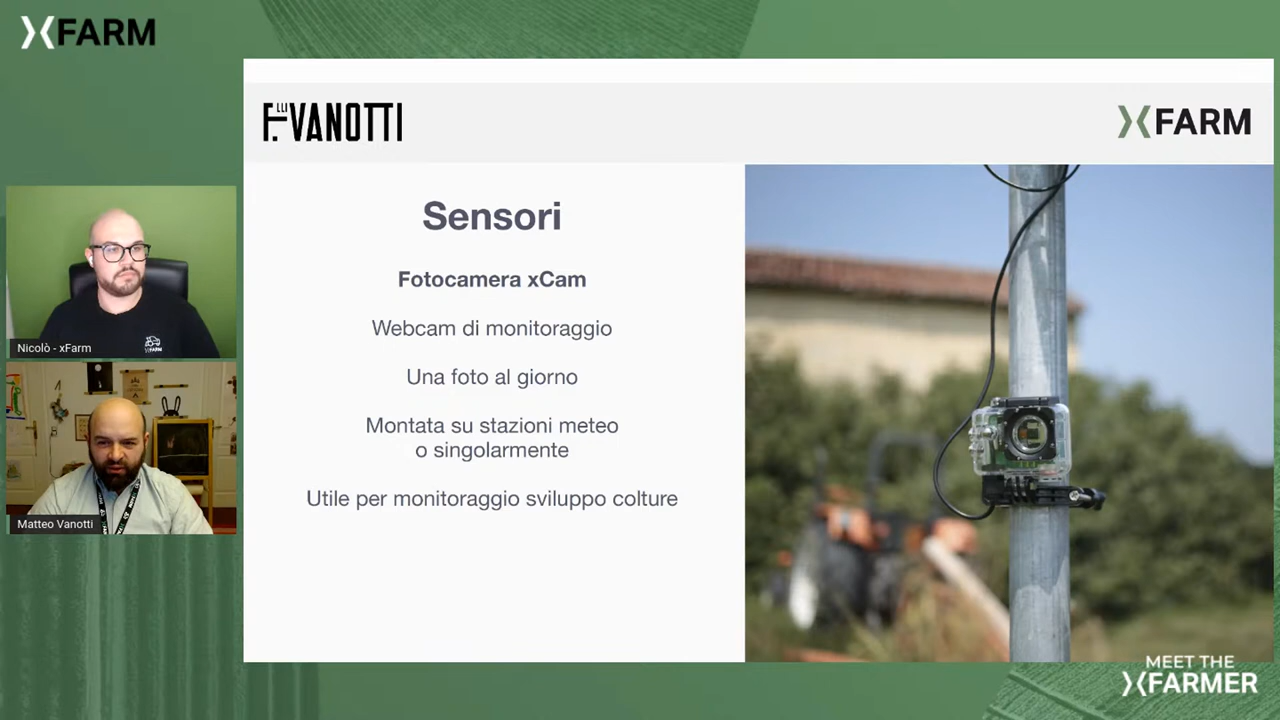 XFARM
F.LLI VANOTTI
XFARM
Sensori
Fotocamera xCam
Webcam di monitoraggio
Una foto al giorno
Montata su stazioni meteo
o singolarmente
Utile per monitoraggio sviluppo colture
XFARM
Nicolò - xFarm
Matteo Vanotti
MEET THE
XFARMER